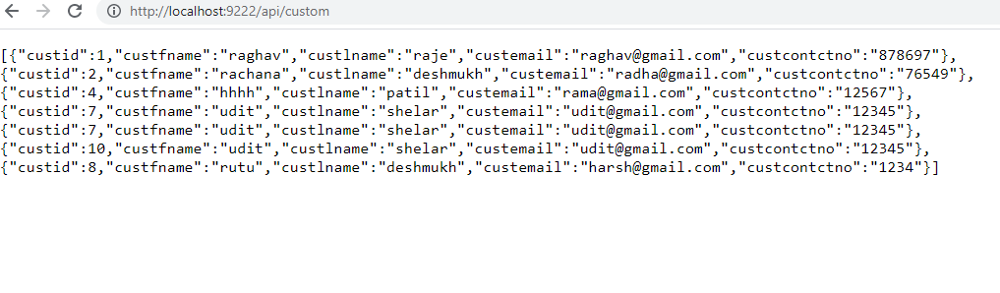 http://localhost:9222/api/custom
[{"custid":1,"custfname":"raghav","custlname":"raje","custemail":"raghav@gmail.com","custcontctno":"878697"},
{"custid":2,"custfname":"rachana","custlname":"deshmukh","custemail":"radha@gmail.com","custcontctno":"76549"},
{"custid":4,"custfname":"hhhh","custlname":"patil","custemail":"rama@gmail.com","custcontctno":"12567"},
{"custid":7,"custfname":"udit","custlname":"shelar","custemail":"udit@gmail.com","custcontctno":"12345"},
{"custid":7,"custfname":"udit","custlname":"shelar","custemail":"udit@gmail.com","custcontctno":"12345"},
{"custid":10,"custfname":"udit","custlname":"shelar","custemail":"udit@gmail.com","custcontctno":"12345"},
{"custid":8,"custfname":"rutu","custlname":"deshmukh","custemail":"harsh@gmail.com","custcontctno":"1234"}]